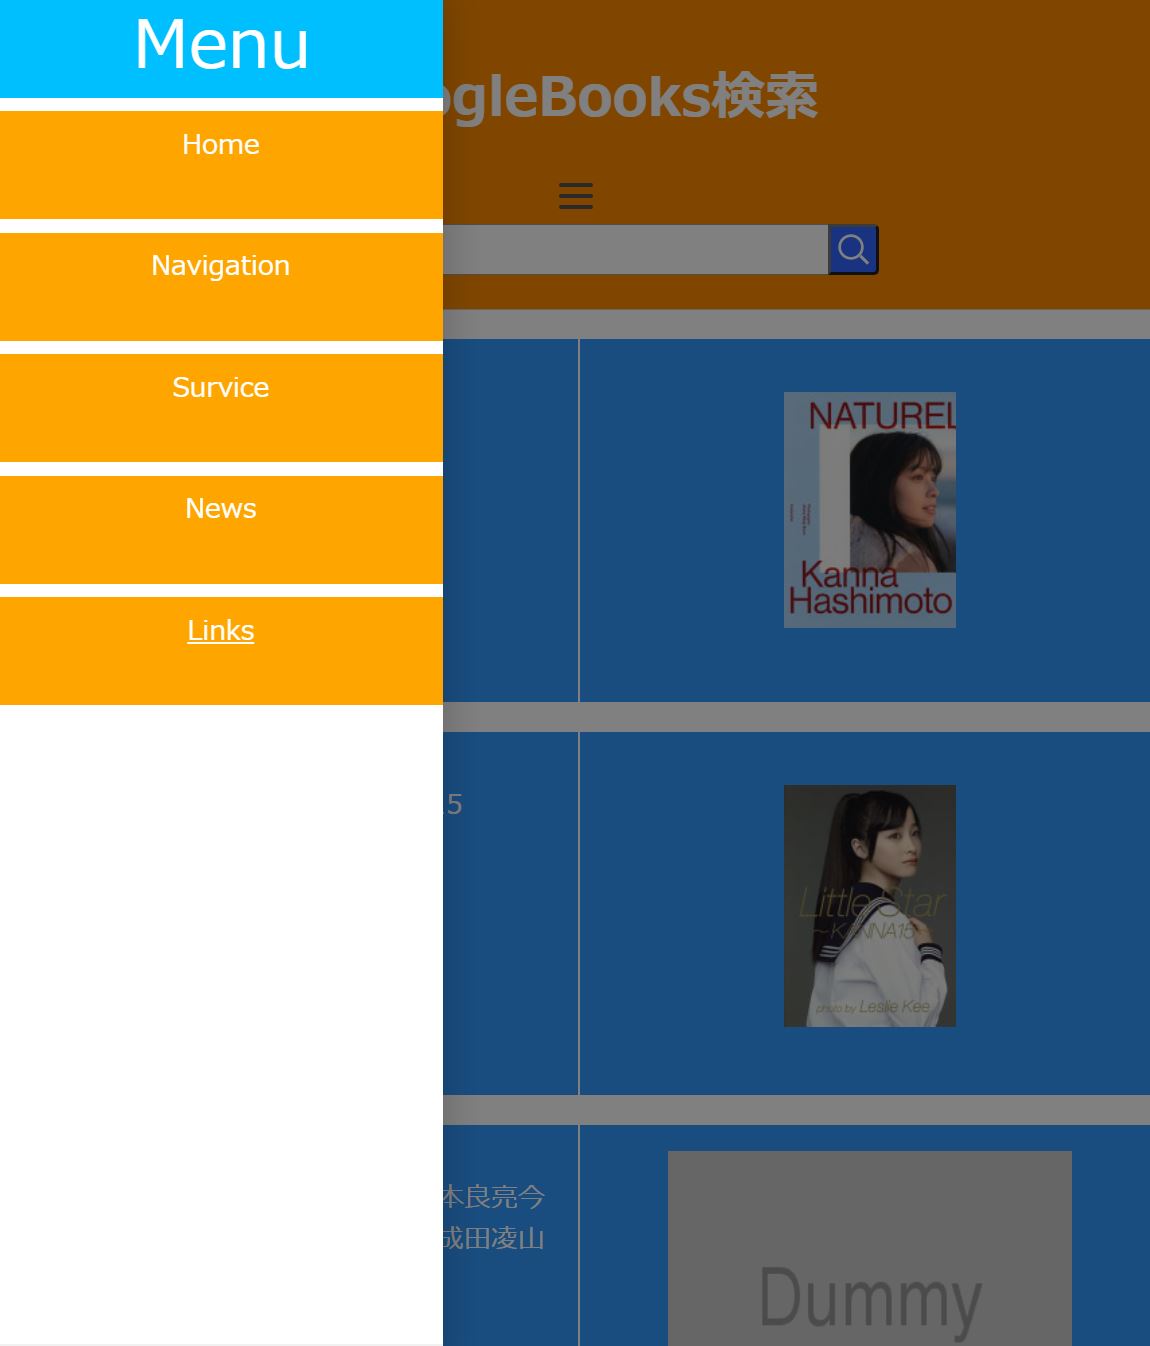 Menu
ogleBooks検索
Home
Navigation
Survice
News
Links
NATUREL
Kanna
Hashimoto
5
Little Star
~KANNA15~
photo by Leslie Kee
本良亮今
成田凌山
Dummy